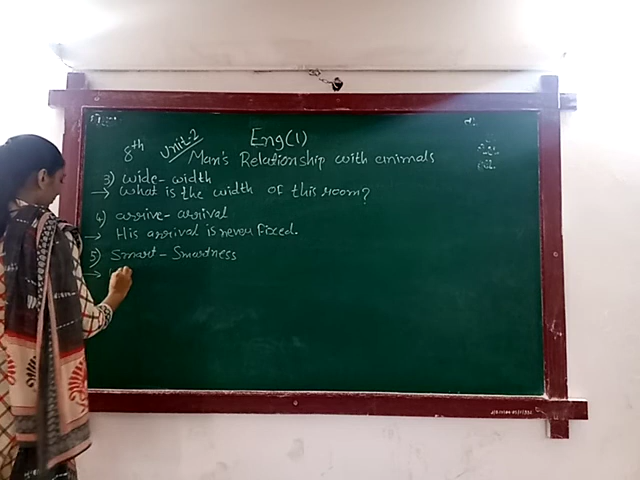 8th Unit-2 Eng(1)
Man's Relationship with animals
3) wide- width
→ What is the width of this room?
4) arrive- arrival
→ His arrival is never fixed.
5) Smart - Smartness
→